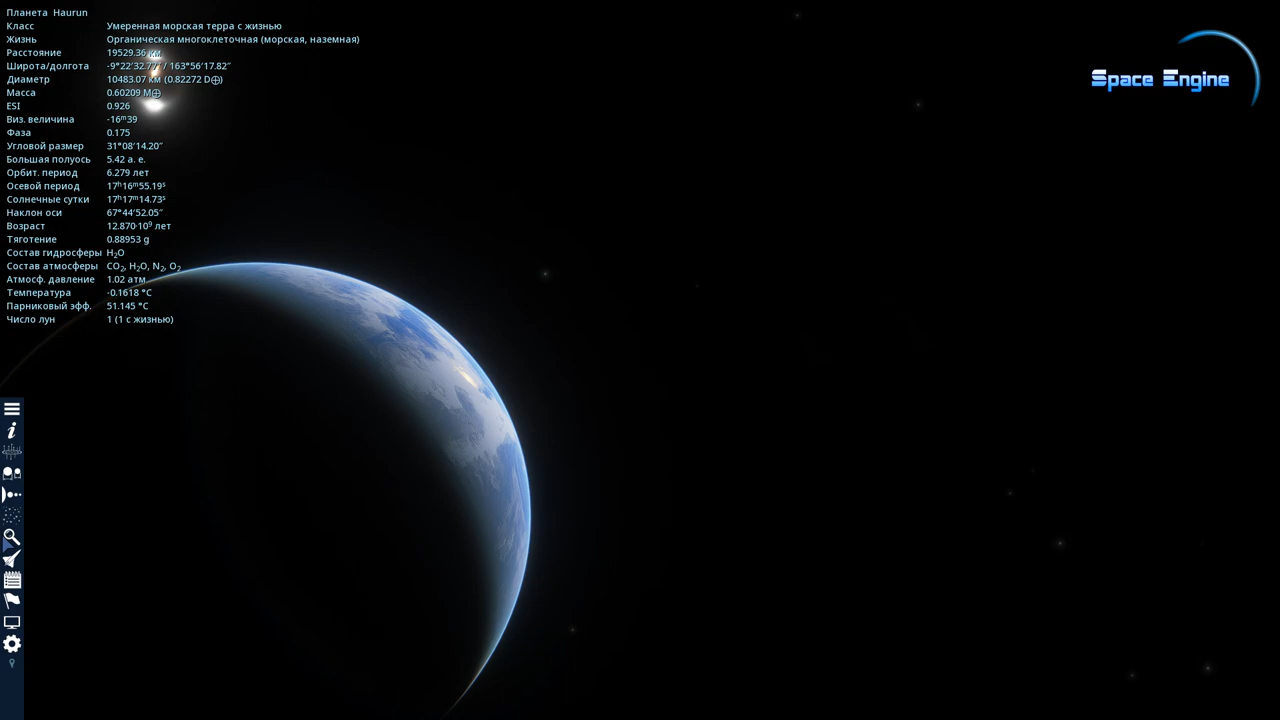 Планета Haurun
Класс Умеренная морская терра с жизнью
Жизнь Органическая многоклеточная (морская, наземная)
Расстояние 19529.36 км
Широта/долгота -9°22′32.77″ / 163°56′17.82″
Диаметр 10483.07 км (0.82272 D⊕)
Масса 0.60209 M⊕
ESI 0.926
Виз. величина -16ᵐ39
Фаза 0.175
Угловой размер 31°08′14.20″
Большая полуось 5.42 а. е.
Орбит. период 6.279 лет
Осевой период 17ʰ16ᵐ55.19ˢ
Солнечные сутки 17ʰ17ᵐ14.73ˢ
Наклон оси 67°44′52.05″
Возраст 12.870·10⁹ лет
Тяготение 0.88953 g
Состав гидросферы H₂O
Состав атмосферы CO₂, H₂O, N₂, O₂
Атмосф. давление 1.02 атм
Температура -0.1618 °C
Парниковый эфф. 51.145 °C
Число лун 1 (1 с жизнью)
Space Engine